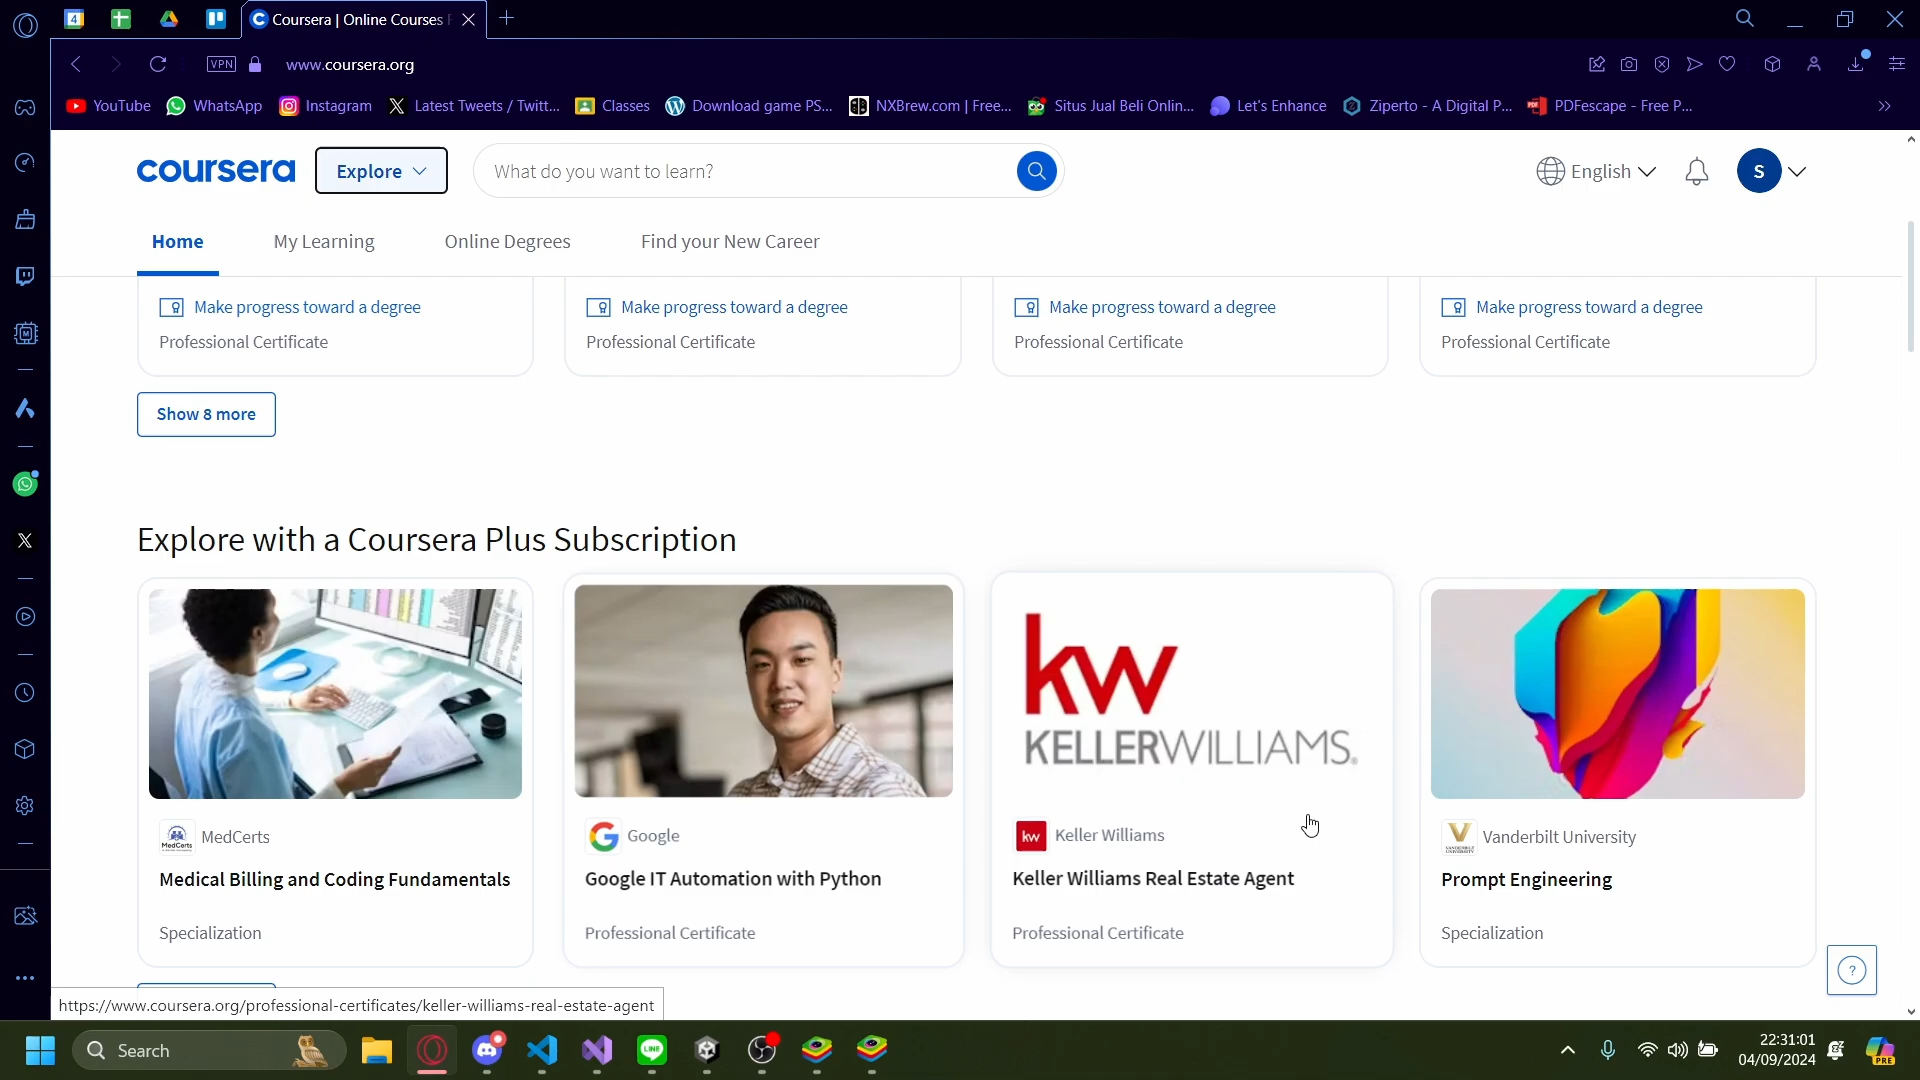 4
Coursera | Online Courses F
VPN
www.coursera.org
YouTube
WhatsApp
Instagram
Latest Tweets / Twitt...
Classes
Download game PS...
NXBrew.com | Free...
Situs Jual Beli Onlin...
Let's Enhance
Ziperto - A Digital P...
PDFescape - Free P...
coursera
Explore
What do you want to learn?
English
S
Home
My Learning
Online Degrees
Find your New Career
Make progress toward a degree
Professional Certificate
Make progress toward a degree
Professional Certificate
Make progress toward a degree
Professional Certificate
Make progress toward a degree
Professional Certificate
Show 8 more
Explore with a Coursera Plus Subscription
MedCerts
MedCerts
Medical Billing and Coding Fundamentals
Specialization
Google
Google IT Automation with Python
Professional Certificate
kw
KELLERWILLIAMS.
kw
Keller Williams
Keller Williams Real Estate Agent
Professional Certificate
Vanderbilt University
Prompt Engineering
Specialization
?
https://www.coursera.org/professional-certificates/keller-williams-real-estate-agent
Search
LINE
22:31:01
04/09/2024
PRE